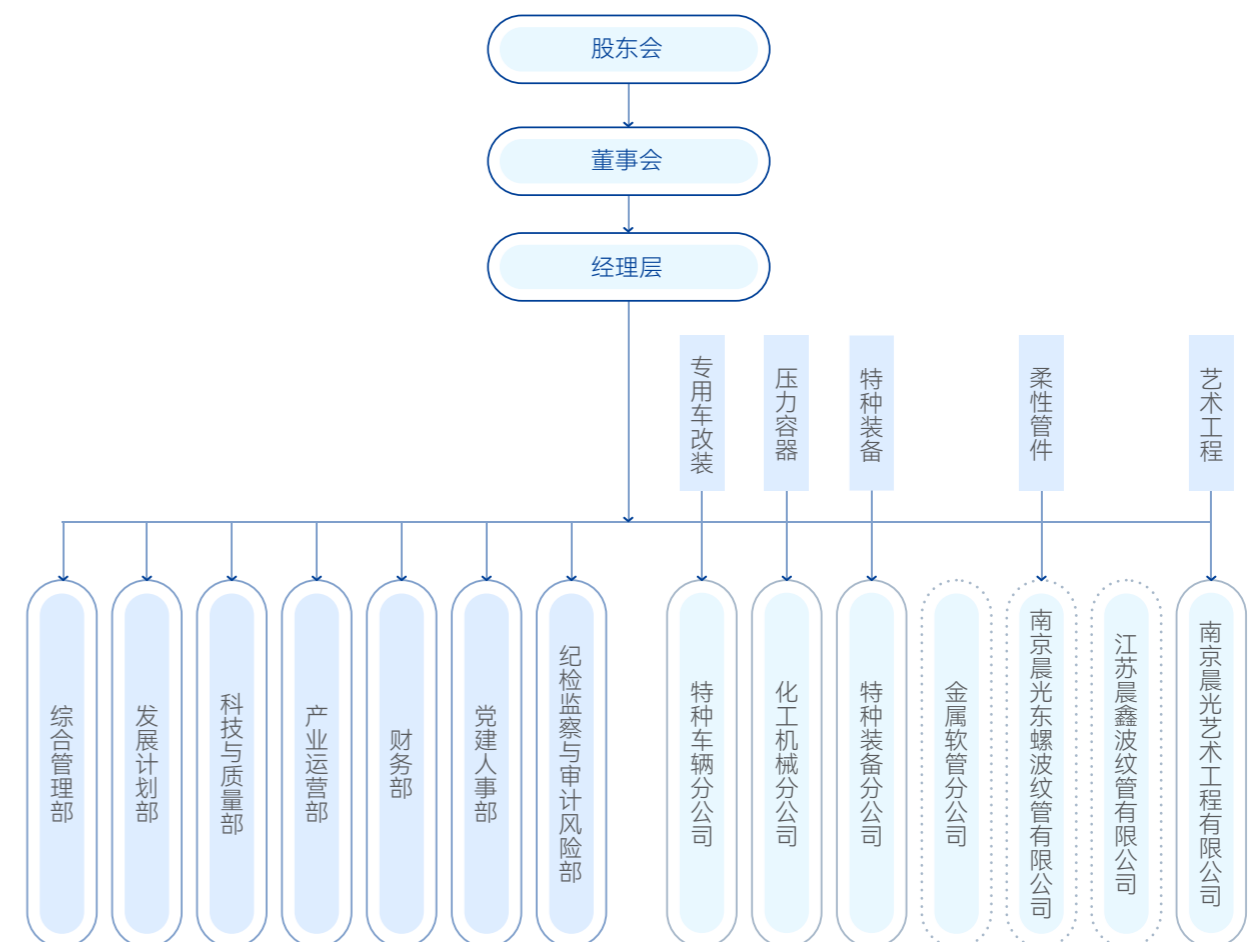 股东会
董事会
经理层
专用车改装
压力容器
特种装备
柔性管件
艺术工程
综合管理部
发展计划部
科技与质量部
产业运营部
财务部
党建人事部
纪检监察与审计风险部
特种车辆分公司
化工机械分公司
特种装备分公司
金属软管分公司
南京晨光东螺波纹管有限公司
江苏晨鑫波纹管有限公司
南京晨光艺术工程有限公司